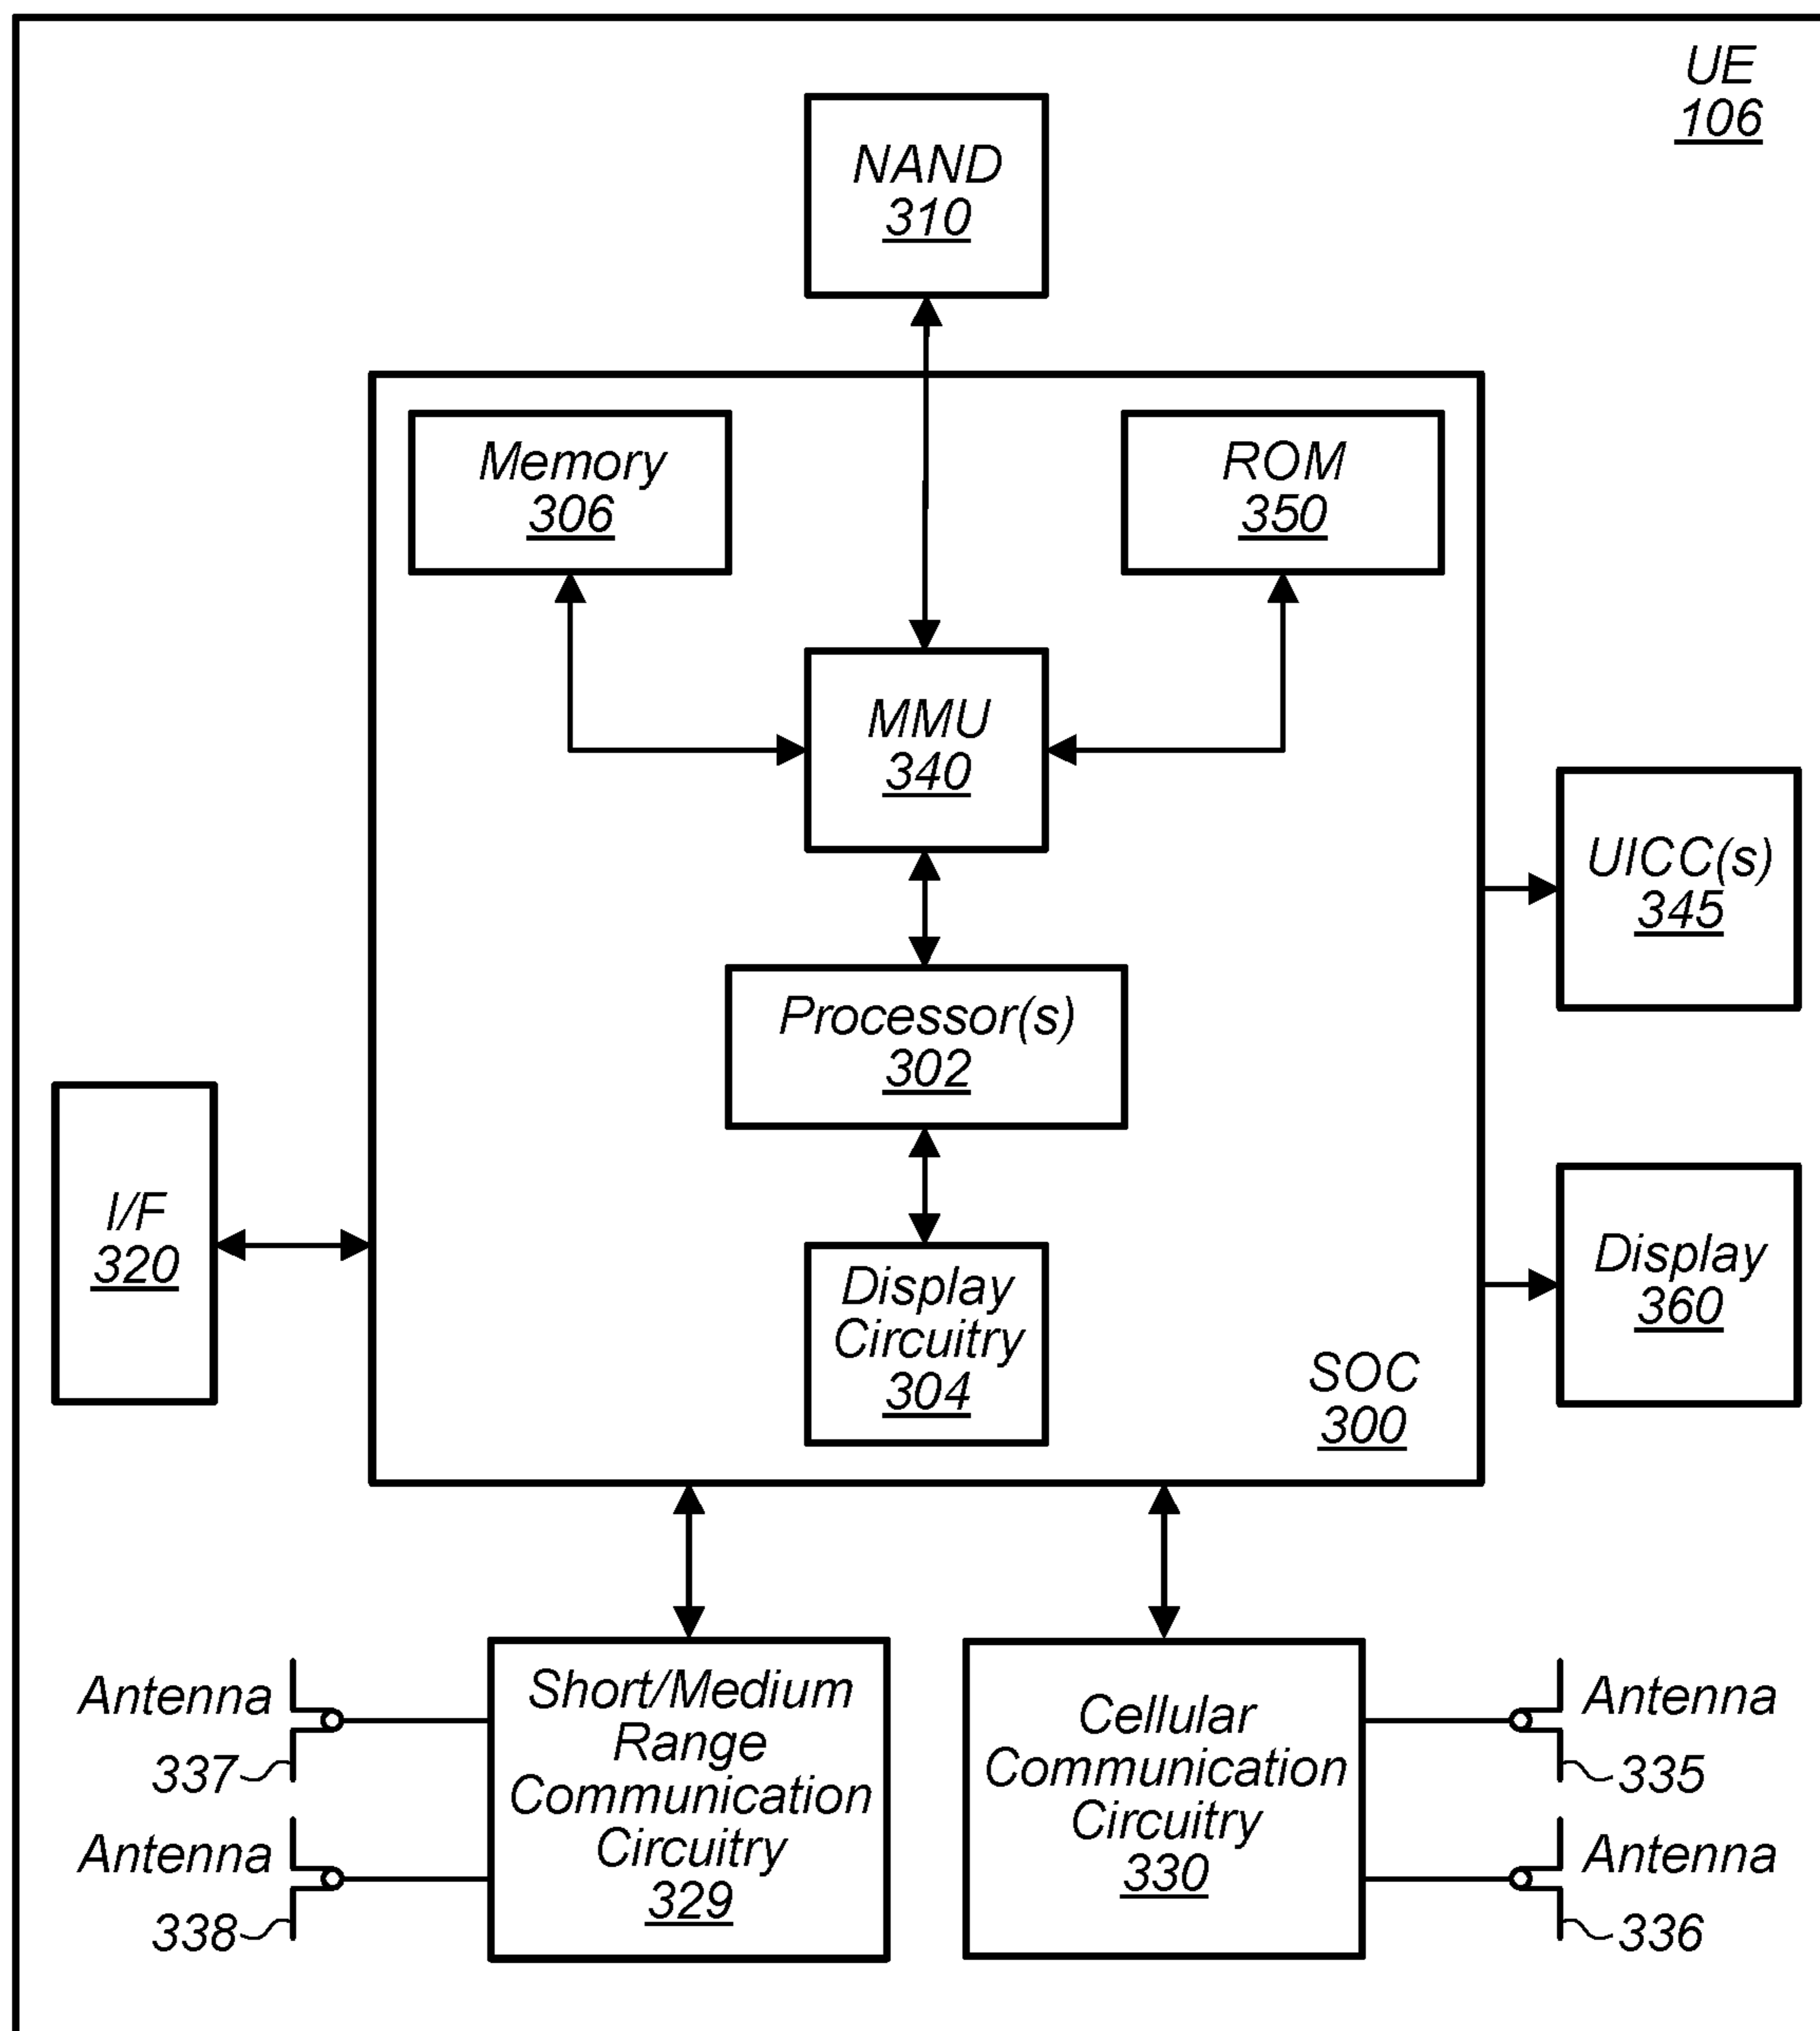 UE
106
NAND
310
Memory
306
ROM
350
MMU
340
UICC(s)
345
Processor(s)
302
I/F
320
Display
Circuitry
304
Display
360
SOC
300
Antenna
337
Antenna
338
Short/Medium
Range
Communication
Circuitry
329
Cellular
Communication
Circuitry
330
Antenna
335
Antenna
336